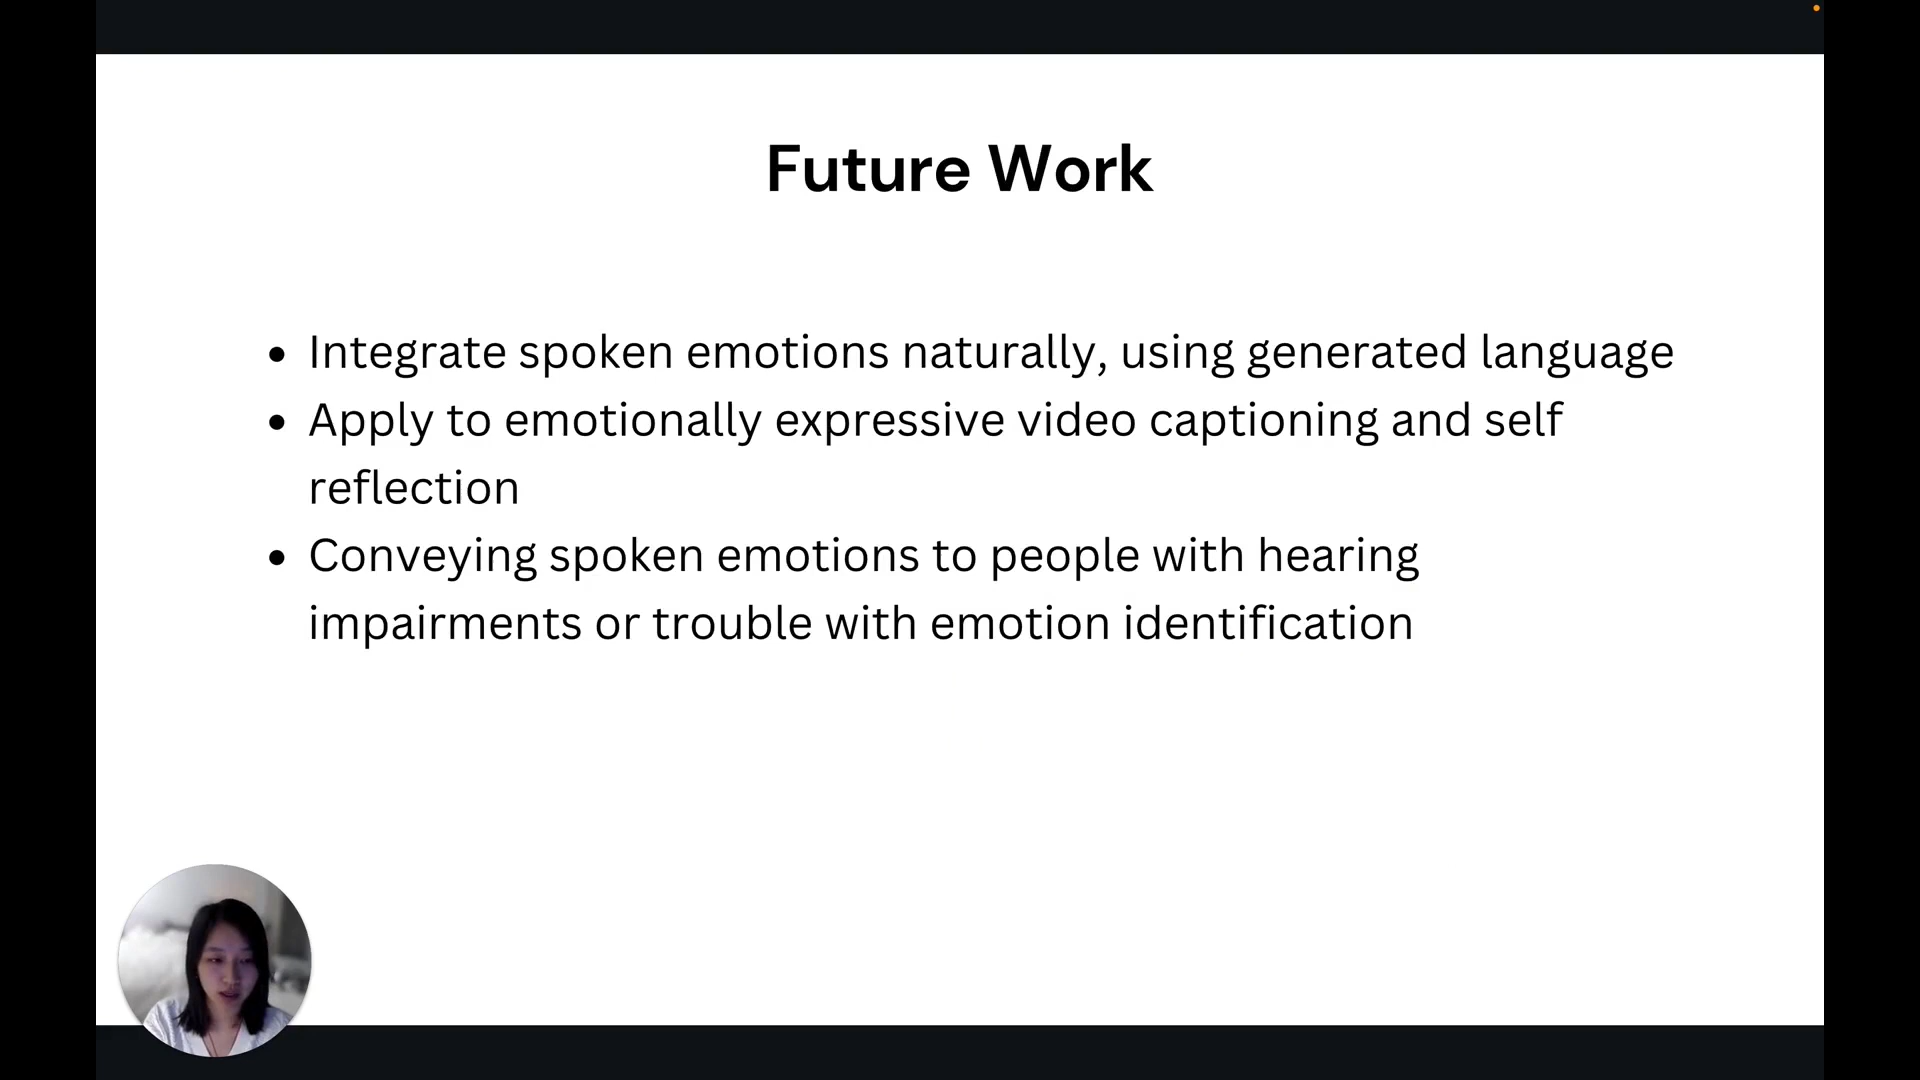 Future Work
• Integrate spoken emotions naturally, using generated language
• Apply to emotionally expressive video captioning and self
reflection
• Conveying spoken emotions to people with hearing
impairments or trouble with emotion identification